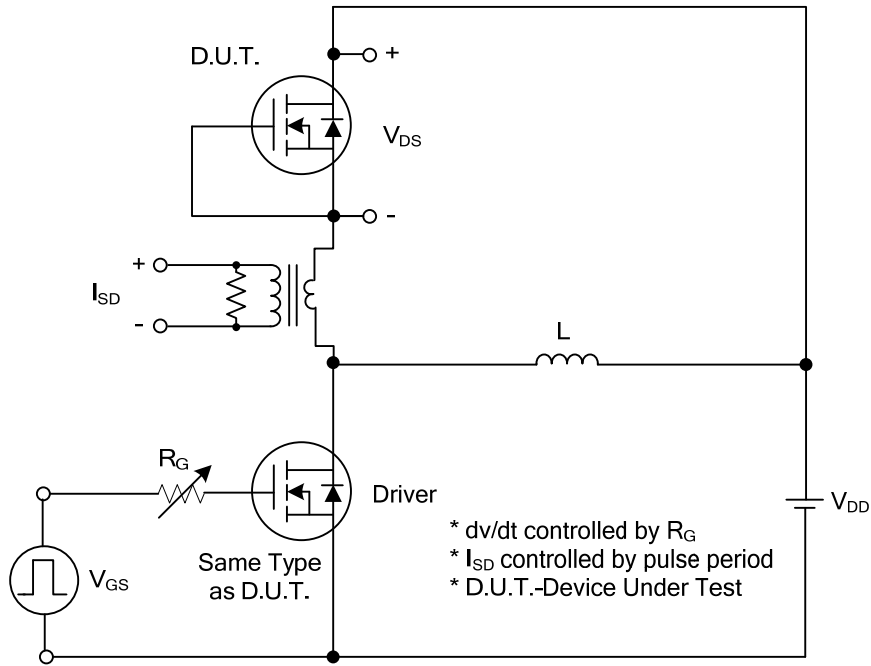 D.U.T.
+
V_DS
-
+
I_SD
-
L
R_G
Driver
V_DD
Same Type
as D.U.T.
V_GS
* dv/dt controlled by R_G
* I_SD controlled by pulse period
* D.U.T.-Device Under Test